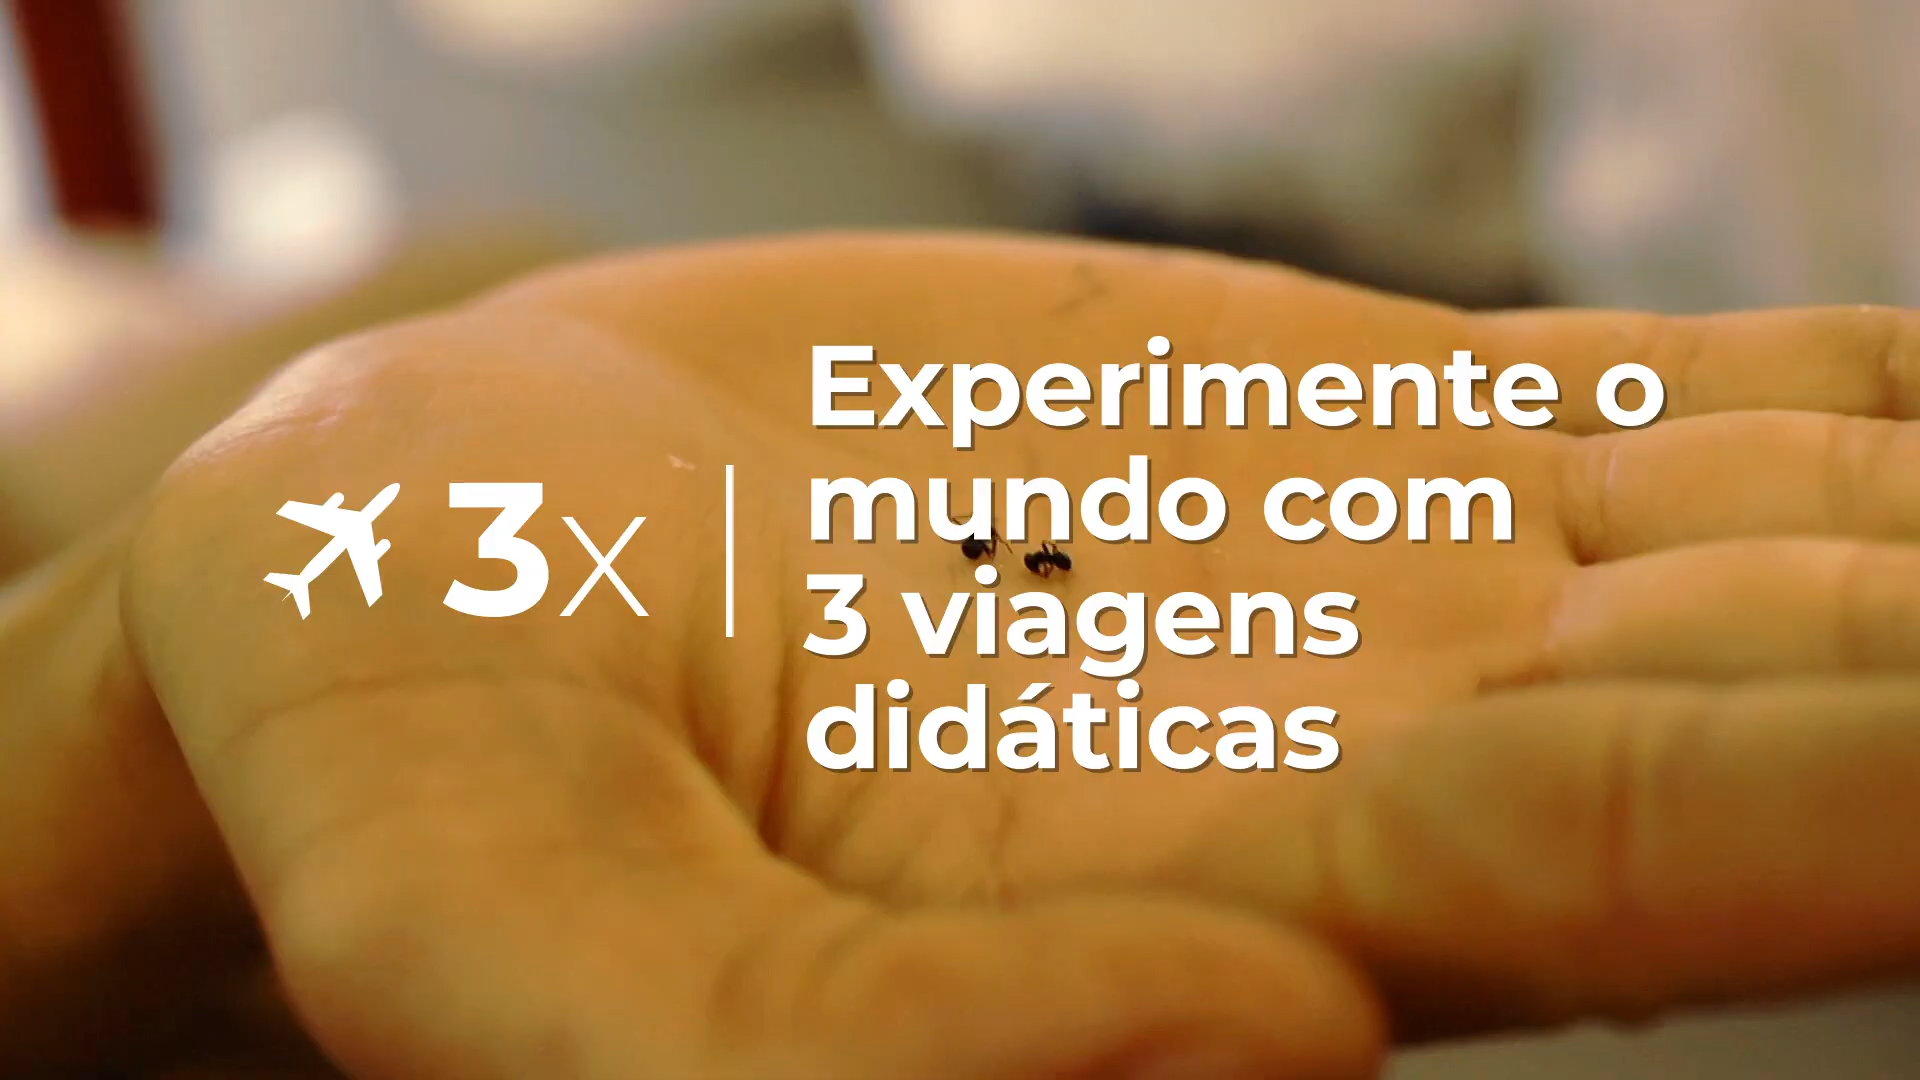 3x
Experimente o
mundo com
3 viagens
didáticas